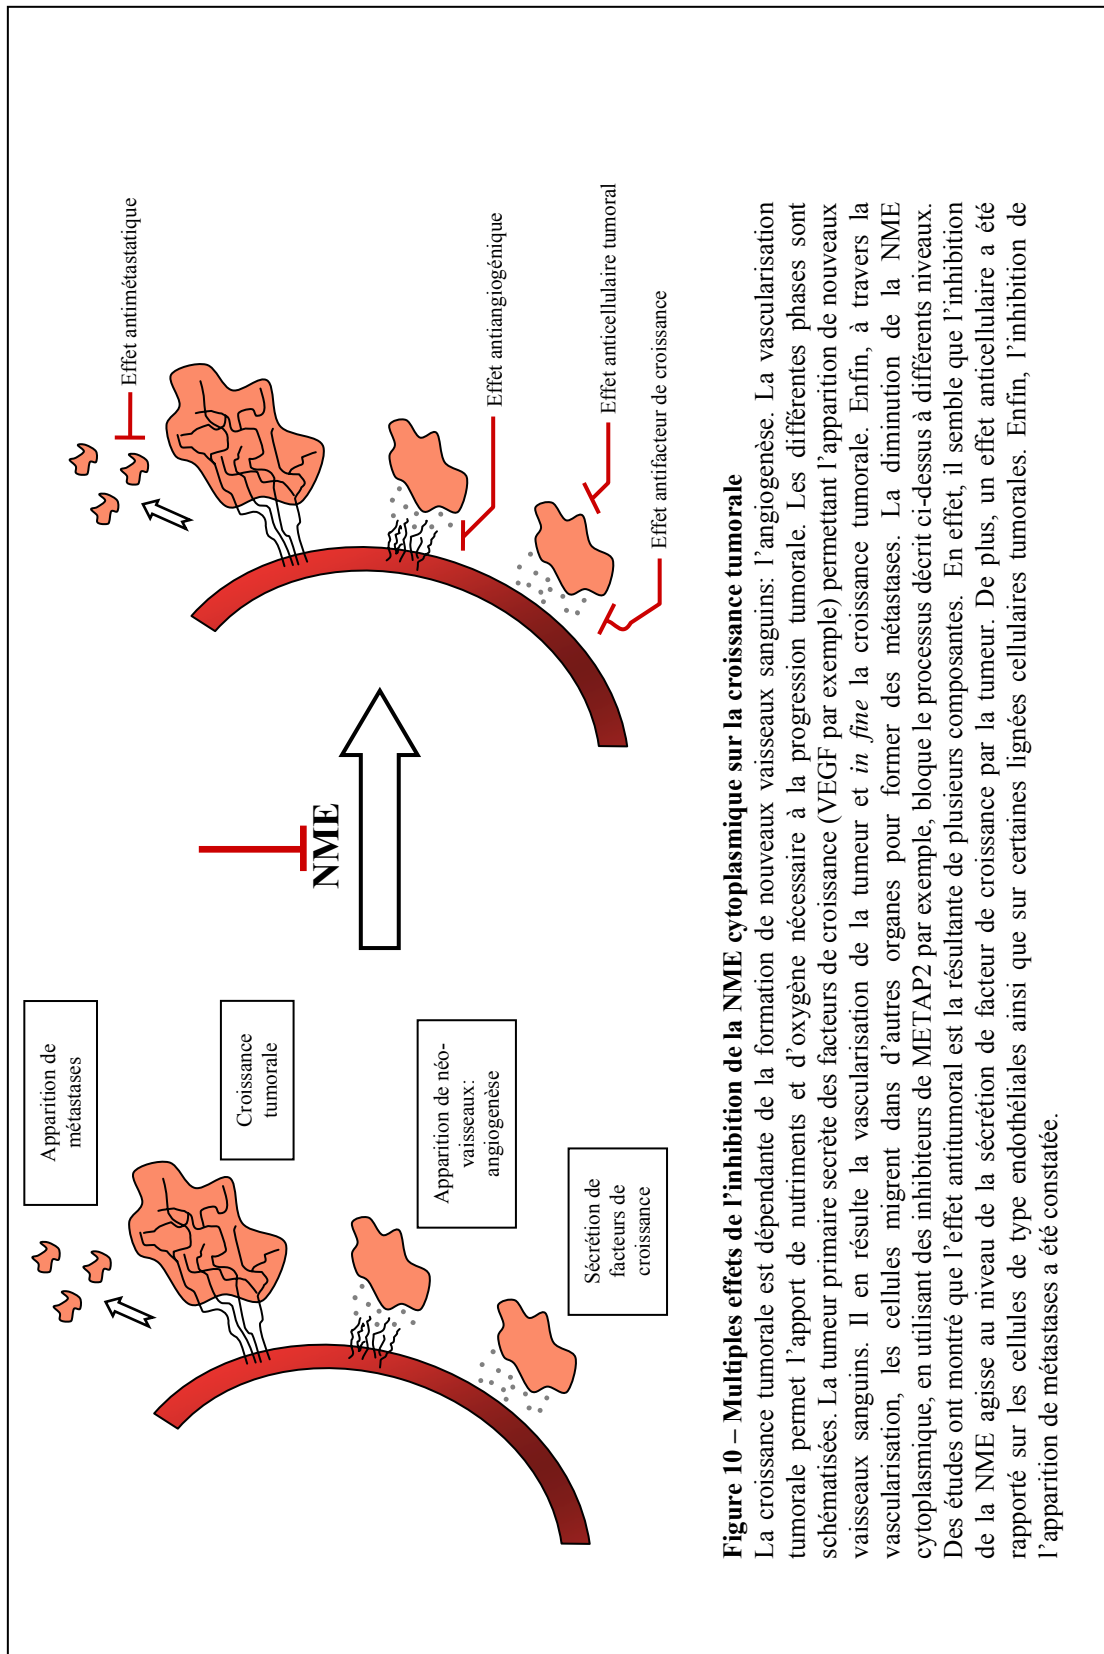 Apparition de
métastases
Croissance
tumorale
Apparition de néo-
vaisseaux:
angiogenèse
Sécrétion de
facteurs de
croissance
NME
Effet antimétastatique
Effet antiangiogénique
Effet anticellulaire tumoral
Effet antifacteur de croissance
Figure 10 – Multiples effets de l’inhibition de la NME cytoplasmique sur la croissance tumorale
La croissance tumorale est dépendante de la formation de nouveaux vaisseaux sanguins: l’angiogenèse. La vascularisation
tumorale permet l’apport de nutriments et d’oxygène nécessaire à la progression tumorale. Les différentes phases sont
schématisées. La tumeur primaire secrète des facteurs de croissance (VEGF par exemple) permettant l’apparition de nouveaux
vaisseaux sanguins. Il en résulte la vascularisation de la tumeur et in fine la croissance tumorale. Enfin, à travers la
vascularisation, les cellules migrent dans d’autres organes pour former des métastases. La diminution de la NME
cytoplasmique, en utilisant des inhibiteurs de METAP2 par exemple, bloque le processus décrit ci-dessus à différents niveaux.
Des études ont montré que l’effet antitumoral est la résultante de plusieurs composantes. En effet, il semble que l’inhibition
de la NME agisse au niveau de la sécrétion de facteur de croissance par la tumeur. De plus, un effet anticellulaire a été
rapporté sur les cellules de type endothéliales ainsi que sur certaines lignées cellulaires tumorales. Enfin, l’inhibition de
l’apparition de métastases a été constatée.